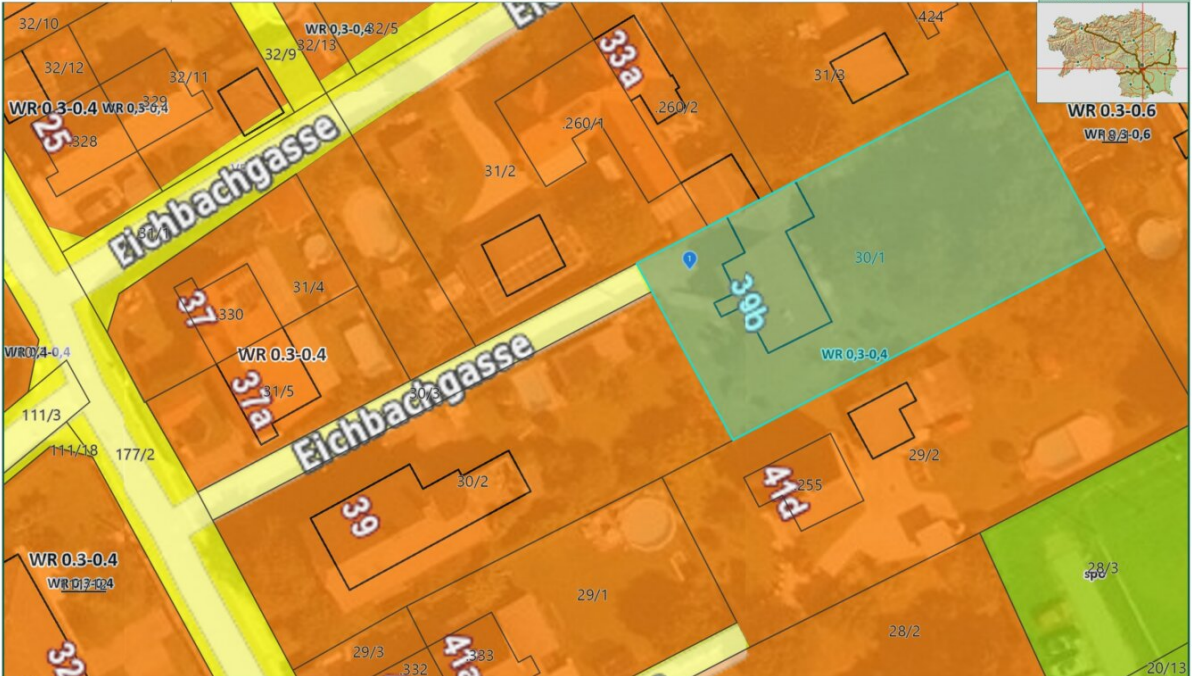 32/10
WR 0,3-0,4 32/5
424
32/9
32/13
33a
32/12
32/11
31/3
WR 0.3-0.4 WR 0,3-0,4
329
.260/2
WR 0.3-0.6
25
.328
.260/1
WR 0,3-0,6
Eichbachgasse
31/2
31/1
1
30/1
31/4
39b
37
330
WR 0,4-0,4
WR 0.3-0.4
WR 0,3-0,4
37a
31/5
30/3
Eichbachgasse
111/3
111/18
177/2
29/2
30/2
41d
255
39
WR 0.3-0.4
28/3
spo
WR 0,3-0,4
29/1
28/2
29/3
41a
.383
32
.332
20/13